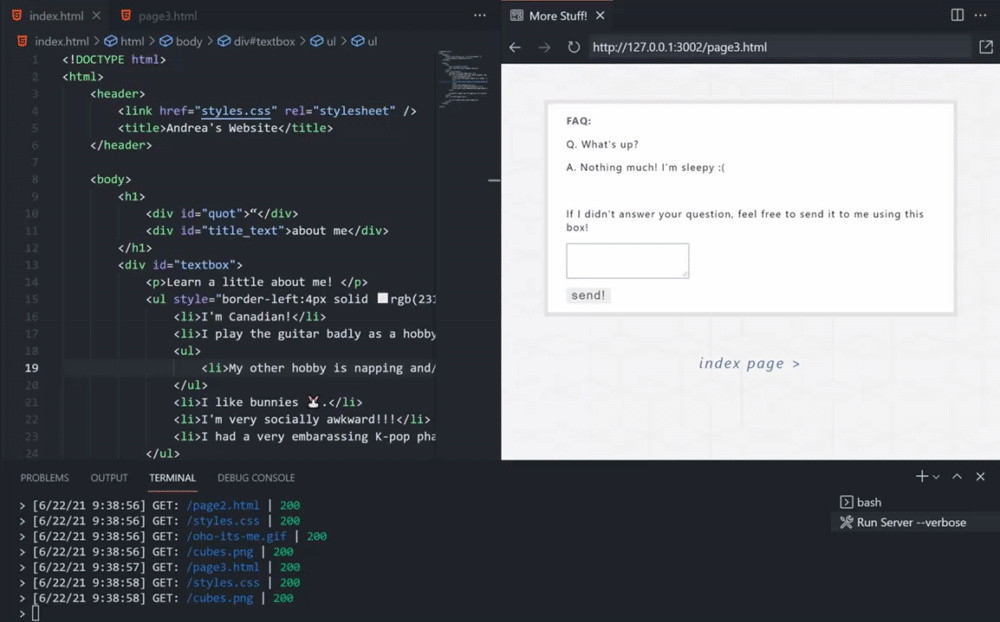 index.html
page3.html
index.html > html > body > div#textbox > ul > ul
1 <!DOCTYPE html>
2 <html>
3 <header>
4 <link href="styles.css" rel="stylesheet" />
5 <title>Andrea's Website</title>
6 </header>
7
8 <body>
9 <h1>
10 <div id="quot">“</div>
11 <div id="title_text">about me</div>
12 </h1>
13 <div id="textbox">
14 <p>Learn a little about me! </p>
15 <ul style="border-left:4px solid rgb(231
16 <li>I'm Canadian!</li>
17 <li>I play the guitar badly as a hobby
18 <ul>
19 <li>My other hobby is napping and/
20 </ul>
21 <li>I like bunnies 🐰.</li>
22 <li>I'm very socially awkward!!!</li>
23 <li>I had a very embarassing K-pop pha
24 </ul>
More Stuff!
http://127.0.0.1:3002/page3.html
FAQ:
Q. What's up?
A. Nothing much! I'm sleepy :(
If I didn't answer your question, feel free to send it to me using this
box!
send!
index page >
PROBLEMS OUTPUT TERMINAL DEBUG CONSOLE
> [6/22/21 9:38:56] GET: /page2.html | 200
> [6/22/21 9:38:56] GET: /styles.css | 200
> [6/22/21 9:38:56] GET: /oho-its-me.gif | 200
> [6/22/21 9:38:56] GET: /cubes.png | 200
> [6/22/21 9:38:57] GET: /page3.html | 200
> [6/22/21 9:38:58] GET: /styles.css | 200
> [6/22/21 9:38:58] GET: /cubes.png | 200
>
bash
Run Server --verbose